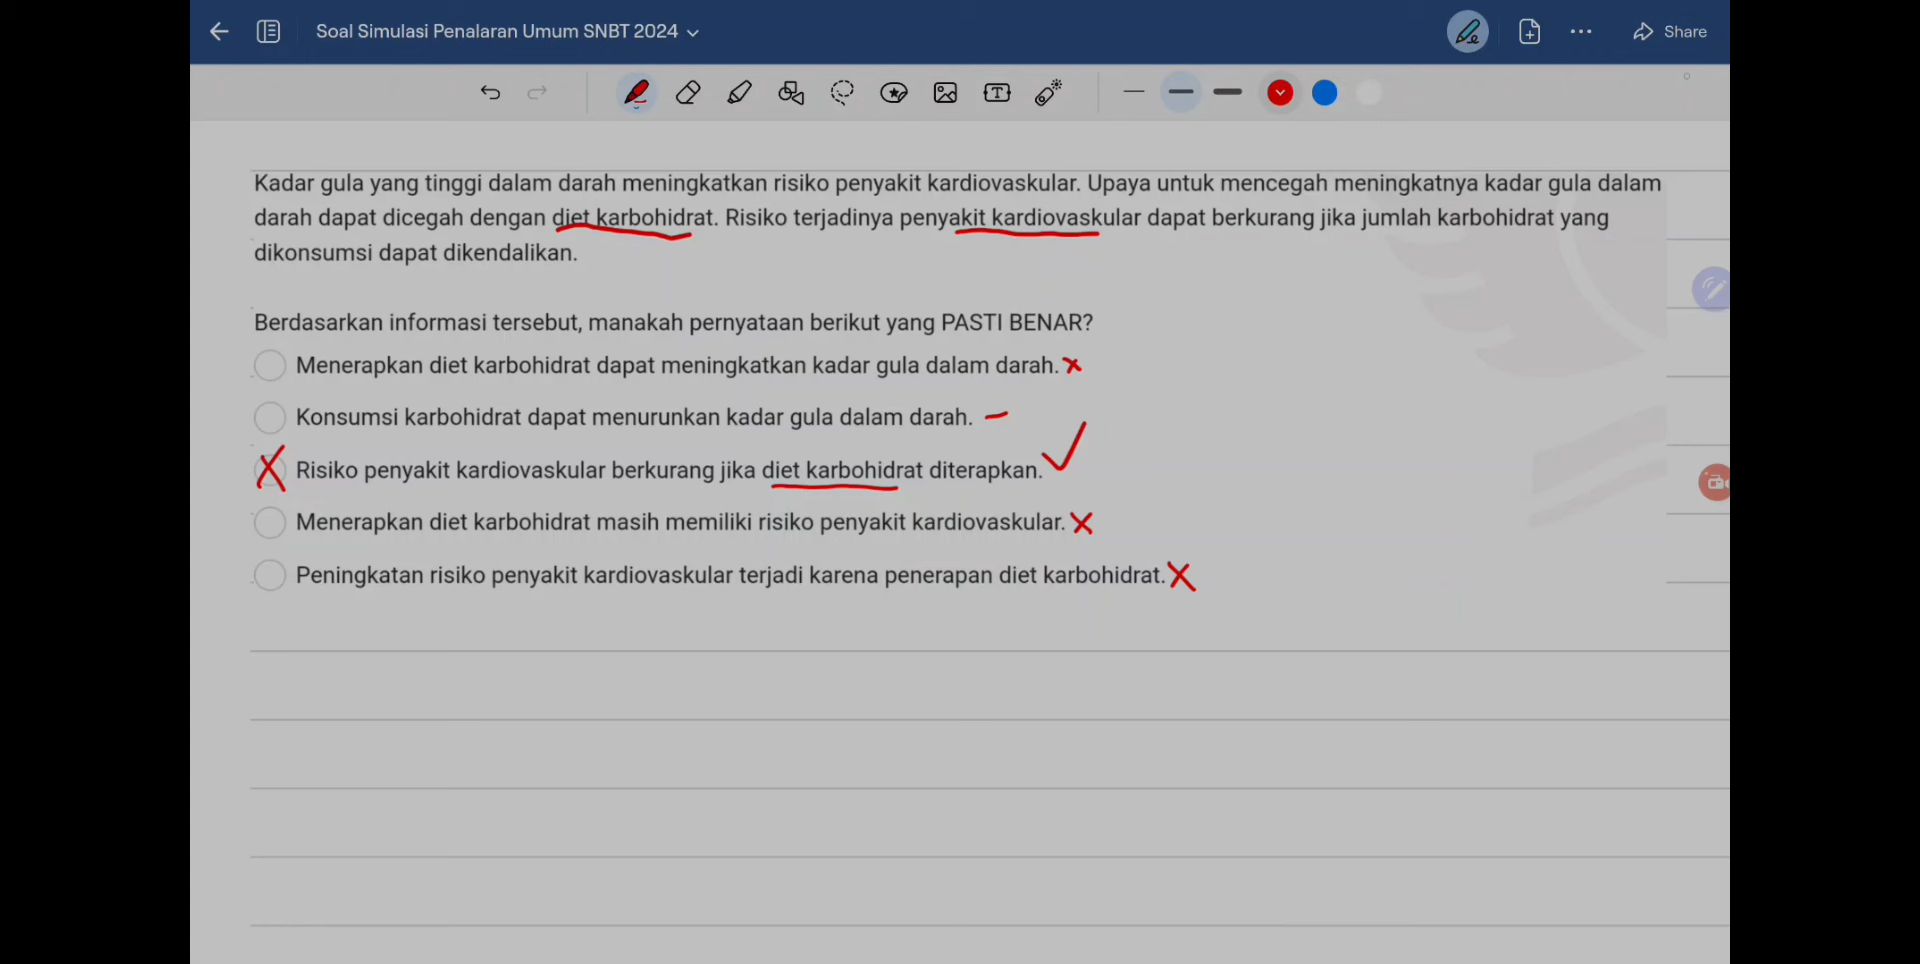 Soal Simulasi Penalaran Umum SNBT 2024
Share
Kadar gula yang tinggi dalam darah meningkatkan risiko penyakit kardiovaskular. Upaya untuk mencegah meningkatnya kadar gula dalam
darah dapat dicegah dengan diet karbohidrat. Risiko terjadinya penyakit kardiovaskular dapat berkurang jika jumlah karbohidrat yang
dikonsumsi dapat dikendalikan.
Berdasarkan informasi tersebut, manakah pernyataan berikut yang PASTI BENAR?
Menerapkan diet karbohidrat dapat meningkatkan kadar gula dalam darah.
Konsumsi karbohidrat dapat menurunkan kadar gula dalam darah.
Risiko penyakit kardiovaskular berkurang jika diet karbohidrat diterapkan.
Menerapkan diet karbohidrat masih memiliki risiko penyakit kardiovaskular.
Peningkatan risiko penyakit kardiovaskular terjadi karena penerapan diet karbohidrat.